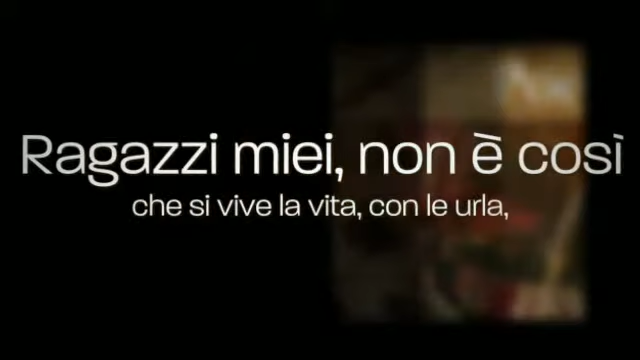 Ragazzi miei, non è così
che si vive la vita, con le urla,